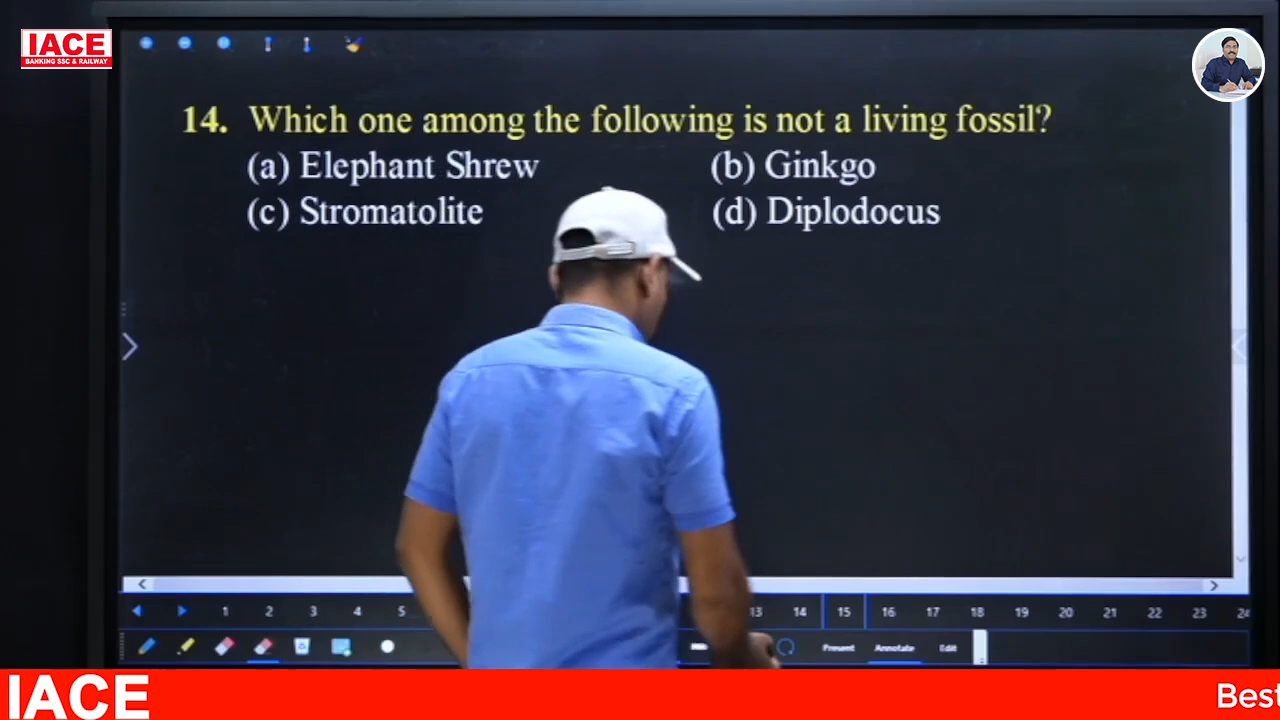 IACE
BANKING SSC & RAILWAY
14. Which one among the following is not a living fossil?
(a) Elephant Shrew (b) Ginkgo
(c) Stromatolite (d) Diplodocus
1 2 3 4 5 13 14 15 16 17 18 19 20 21 22 23 24
Present Annotate Edit
IACE Best